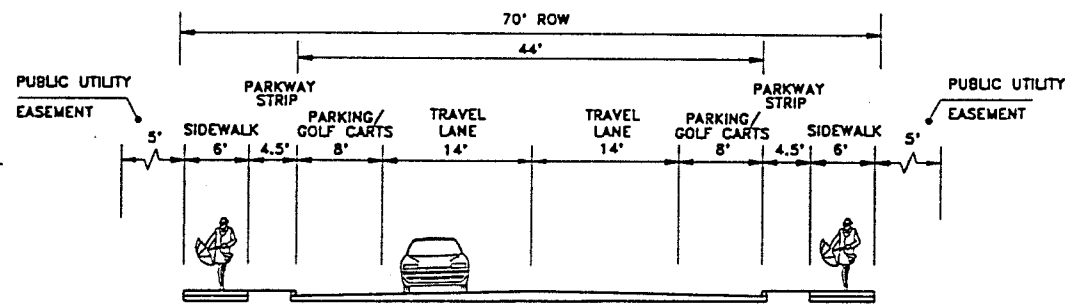 70' ROW
44'
PUBLIC UTILITY
EASEMENT
5'
SIDEWALK
6'
PARKWAY
STRIP
4.5'
PARKING/
GOLF CARTS
8'
TRAVEL
LANE
14'
TRAVEL
LANE
14'
PARKING/
GOLF CARTS
8'
PARKWAY
STRIP
4.5'
SIDEWALK
6'
5'
PUBLIC UTILITY
EASEMENT